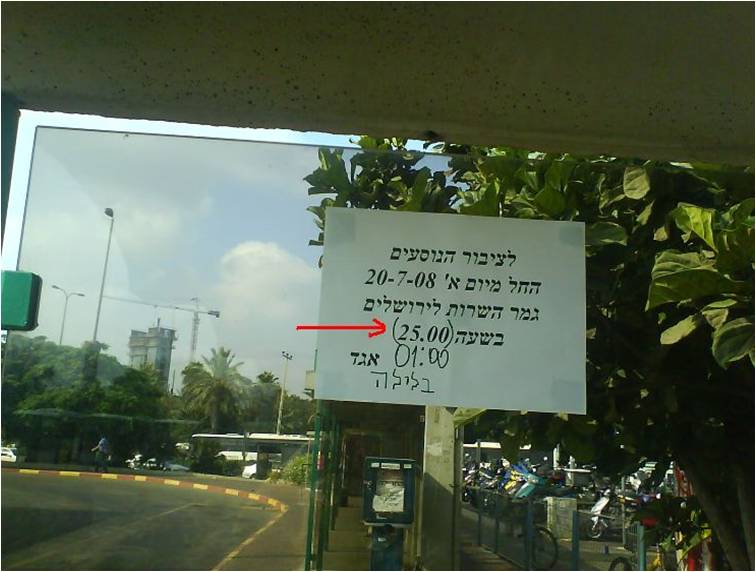 לציבור הנוסעים
החל מיום א' 20-7-08
גמר השרות לירושלים
בשעה (25.00)
(01:00) אגד
בלילה